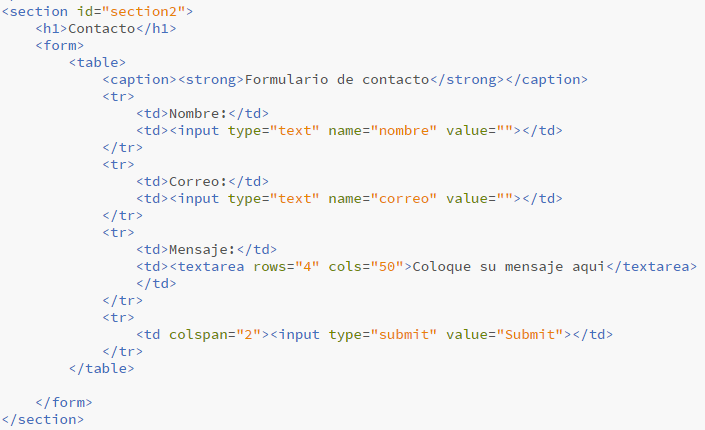 <section id="section2">
    <h1>Contacto</h1>
    <form>
        <table>
            <caption><strong>Formulario de contacto</strong></caption>
            <tr>
                <td>Nombre:</td>
                <td><input type="text" name="nombre" value=""></td>
            </tr>
            <tr>
                <td>Correo:</td>
                <td><input type="text" name="correo" value=""></td>
            </tr>
            <tr>
                <td>Mensaje:</td>
                <td><textarea rows="4" cols="50">Coloque su mensaje aqui</textarea>
                </td>
            </tr>
            <tr>
                <td colspan="2"><input type="submit" value="Submit"></td>
            </tr>
        </table>

    </form>
</section>